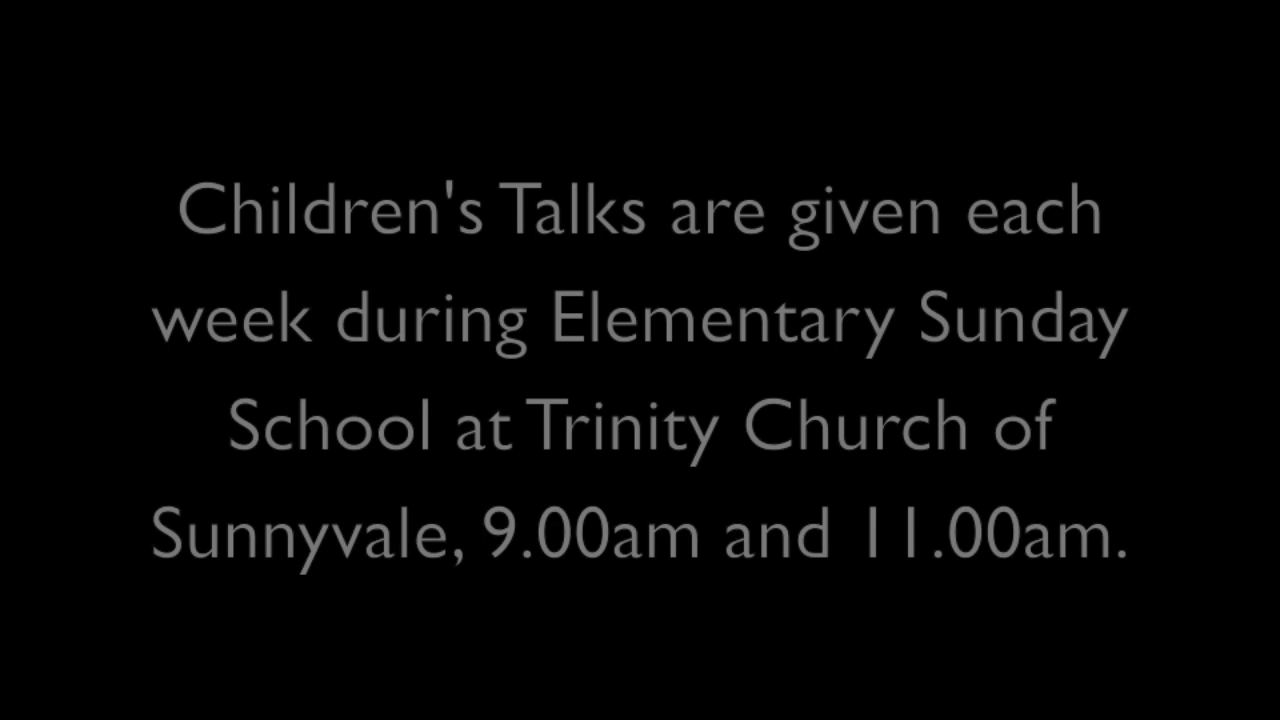 Children's Talks are given each
week during Elementary Sunday
School at Trinity Church of
Sunnyvale, 9.00am and 11.00am.